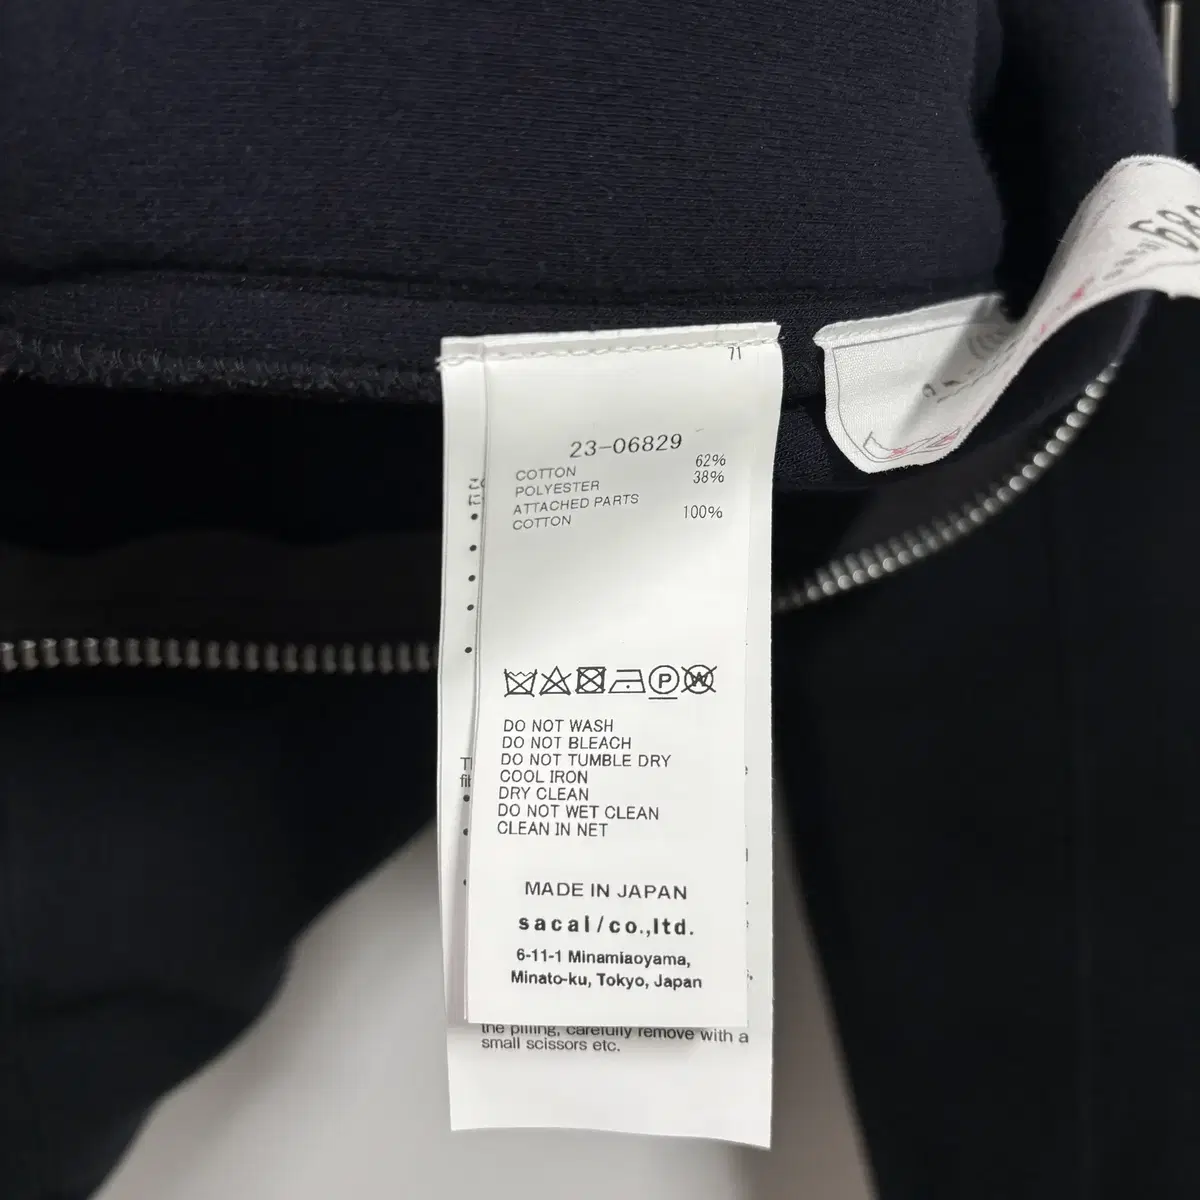 71
23-06829
COTTON 62%
POLYESTER 38%
ATTACHED PARTS
COTTON 100%
P W
DO NOT WASH
DO NOT BLEACH
DO NOT TUMBLE DRY
COOL IRON
DRY CLEAN
DO NOT WET CLEAN
CLEAN IN NET
MADE IN JAPAN
sacai/co.,ltd.
6-11-1 Minamiaoyama,
Minato-ku, Tokyo, Japan
the pilling, carefully remove with a
small scissors etc.